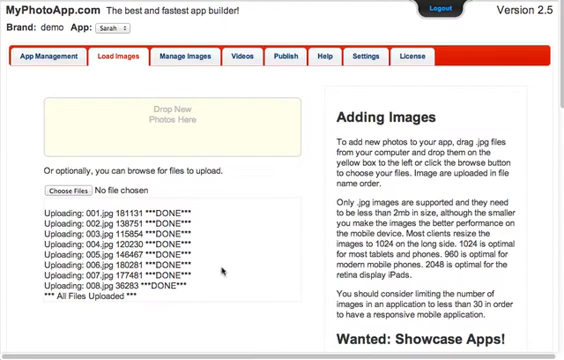 MyPhotoApp.com The best and fastest app builder!
Logout
Version 2.5
Brand: demo App: Sarah
App Management Load Images Manage Images Videos Publish Help Settings License
Drop New
Photos Here
Or optionally, you can browse for files to upload.
Choose Files No file chosen
Uploading: 001.jpg 181131 ***DONE***
Uploading: 002.jpg 138751 ***DONE***
Uploading: 003.jpg 115854 ***DONE***
Uploading: 004.jpg 120230 ***DONE***
Uploading: 005.jpg 146467 ***DONE***
Uploading: 006.jpg 180281 ***DONE***
Uploading: 007.jpg 177481 ***DONE***
Uploading: 008.jpg 36283 ***DONE***
*** All Files Uploaded ***
Adding Images
To add new photos to your app, drag .jpg files
from your computer and drop them on the
yellow box to the left or click the browse button
to choose your files. Image are uploaded in file
name order.
Only .jpg images are supported and they need
to be less than 2mb in size, although the smaller
you make the images the better performance on
the mobile device. Most clients resize the
images to 1024 on the long side. 1024 is optimal
for most tablets and phones. 960 is optimal for
modern mobile phones. 2048 is optimal for the
retina display iPads.
You should consider limiting the number of
images in an application to less than 30 in order
to have a responsive mobile application.
Wanted: Showcase Apps!